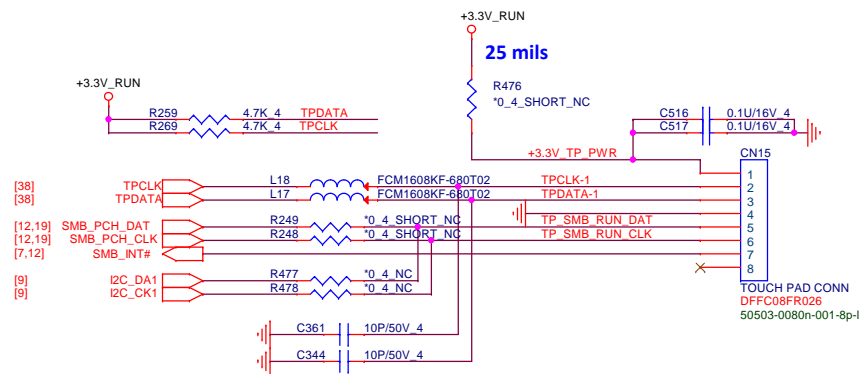 +3.3V_RUN
25 mils
R476
*0_4_SHORT_NC
+3.3V_RUN
R259 4.7K_4 TPDATA
R269 4.7K_4 TPCLK
C516 0.1U/16V_4
C517 0.1U/16V_4
+3.3V_TP_PWR
CN15
1
[38] TPCLK L18 FCM1608KF-680T02 TPCLK-1 2
[38] TPDATA L17 FCM1608KF-680T02 TPDATA-1 3
4
[12,19] SMB_PCH_DAT R249 *0_4_SHORT_NC TP_SMB_RUN_DAT 5
[12,19] SMB_PCH_CLK R248 *0_4_SHORT_NC TP_SMB_RUN_CLK 6
[7,12] SMB_INT# 7
8
[9] I2C_DA1 R477 *0_4_NC
[9] I2C_CK1 R478 *0_4_NC
TOUCH PAD CONN
DFFC08FR026
50503-0080n-001-8p-l
C361 10P/50V_4
C344 10P/50V_4